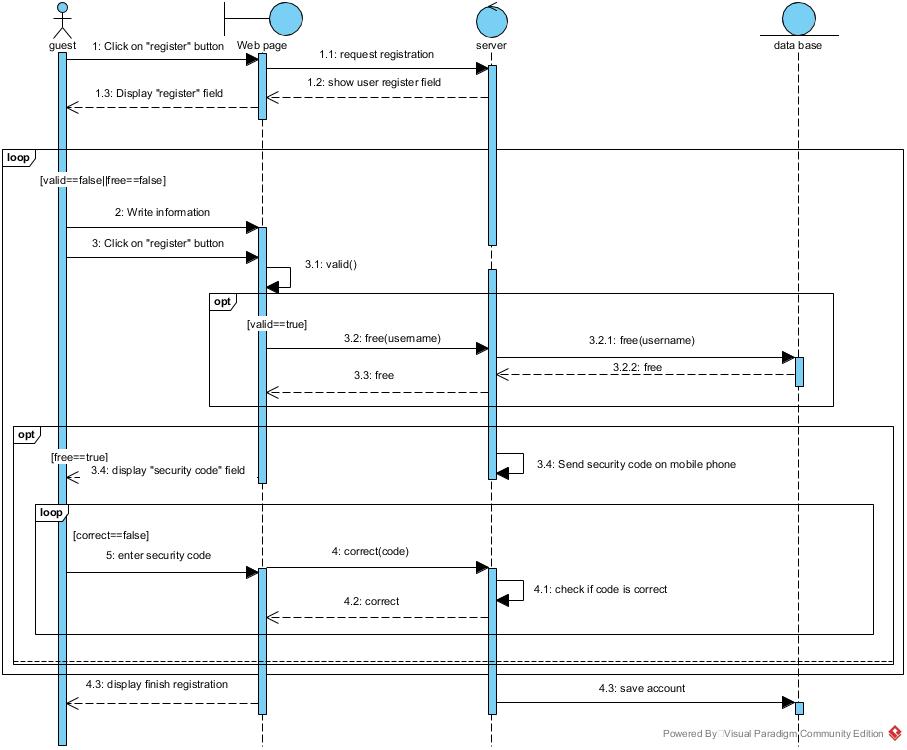 guest
Web page
server
data base
1: Click on "register" button
1.1: request registration
1.2: show user register field
1.3: Display "register" field
loop
[valid==false||free==false]
2: Write information
3: Click on "register" button
3.1: valid()
opt
[valid==true]
3.2: free(username)
3.2.1: free(username)
3.2.2: free
3.3: free
opt
[free==true]
3.4: display "security code" field
3.4: Send security code on mobile phone
loop
[correct==false]
5: enter security code
4: correct(code)
4.1: check if code is correct
4.2: correct
4.3: display finish registration
4.3: save account
Powered By Visual Paradigm Community Edition